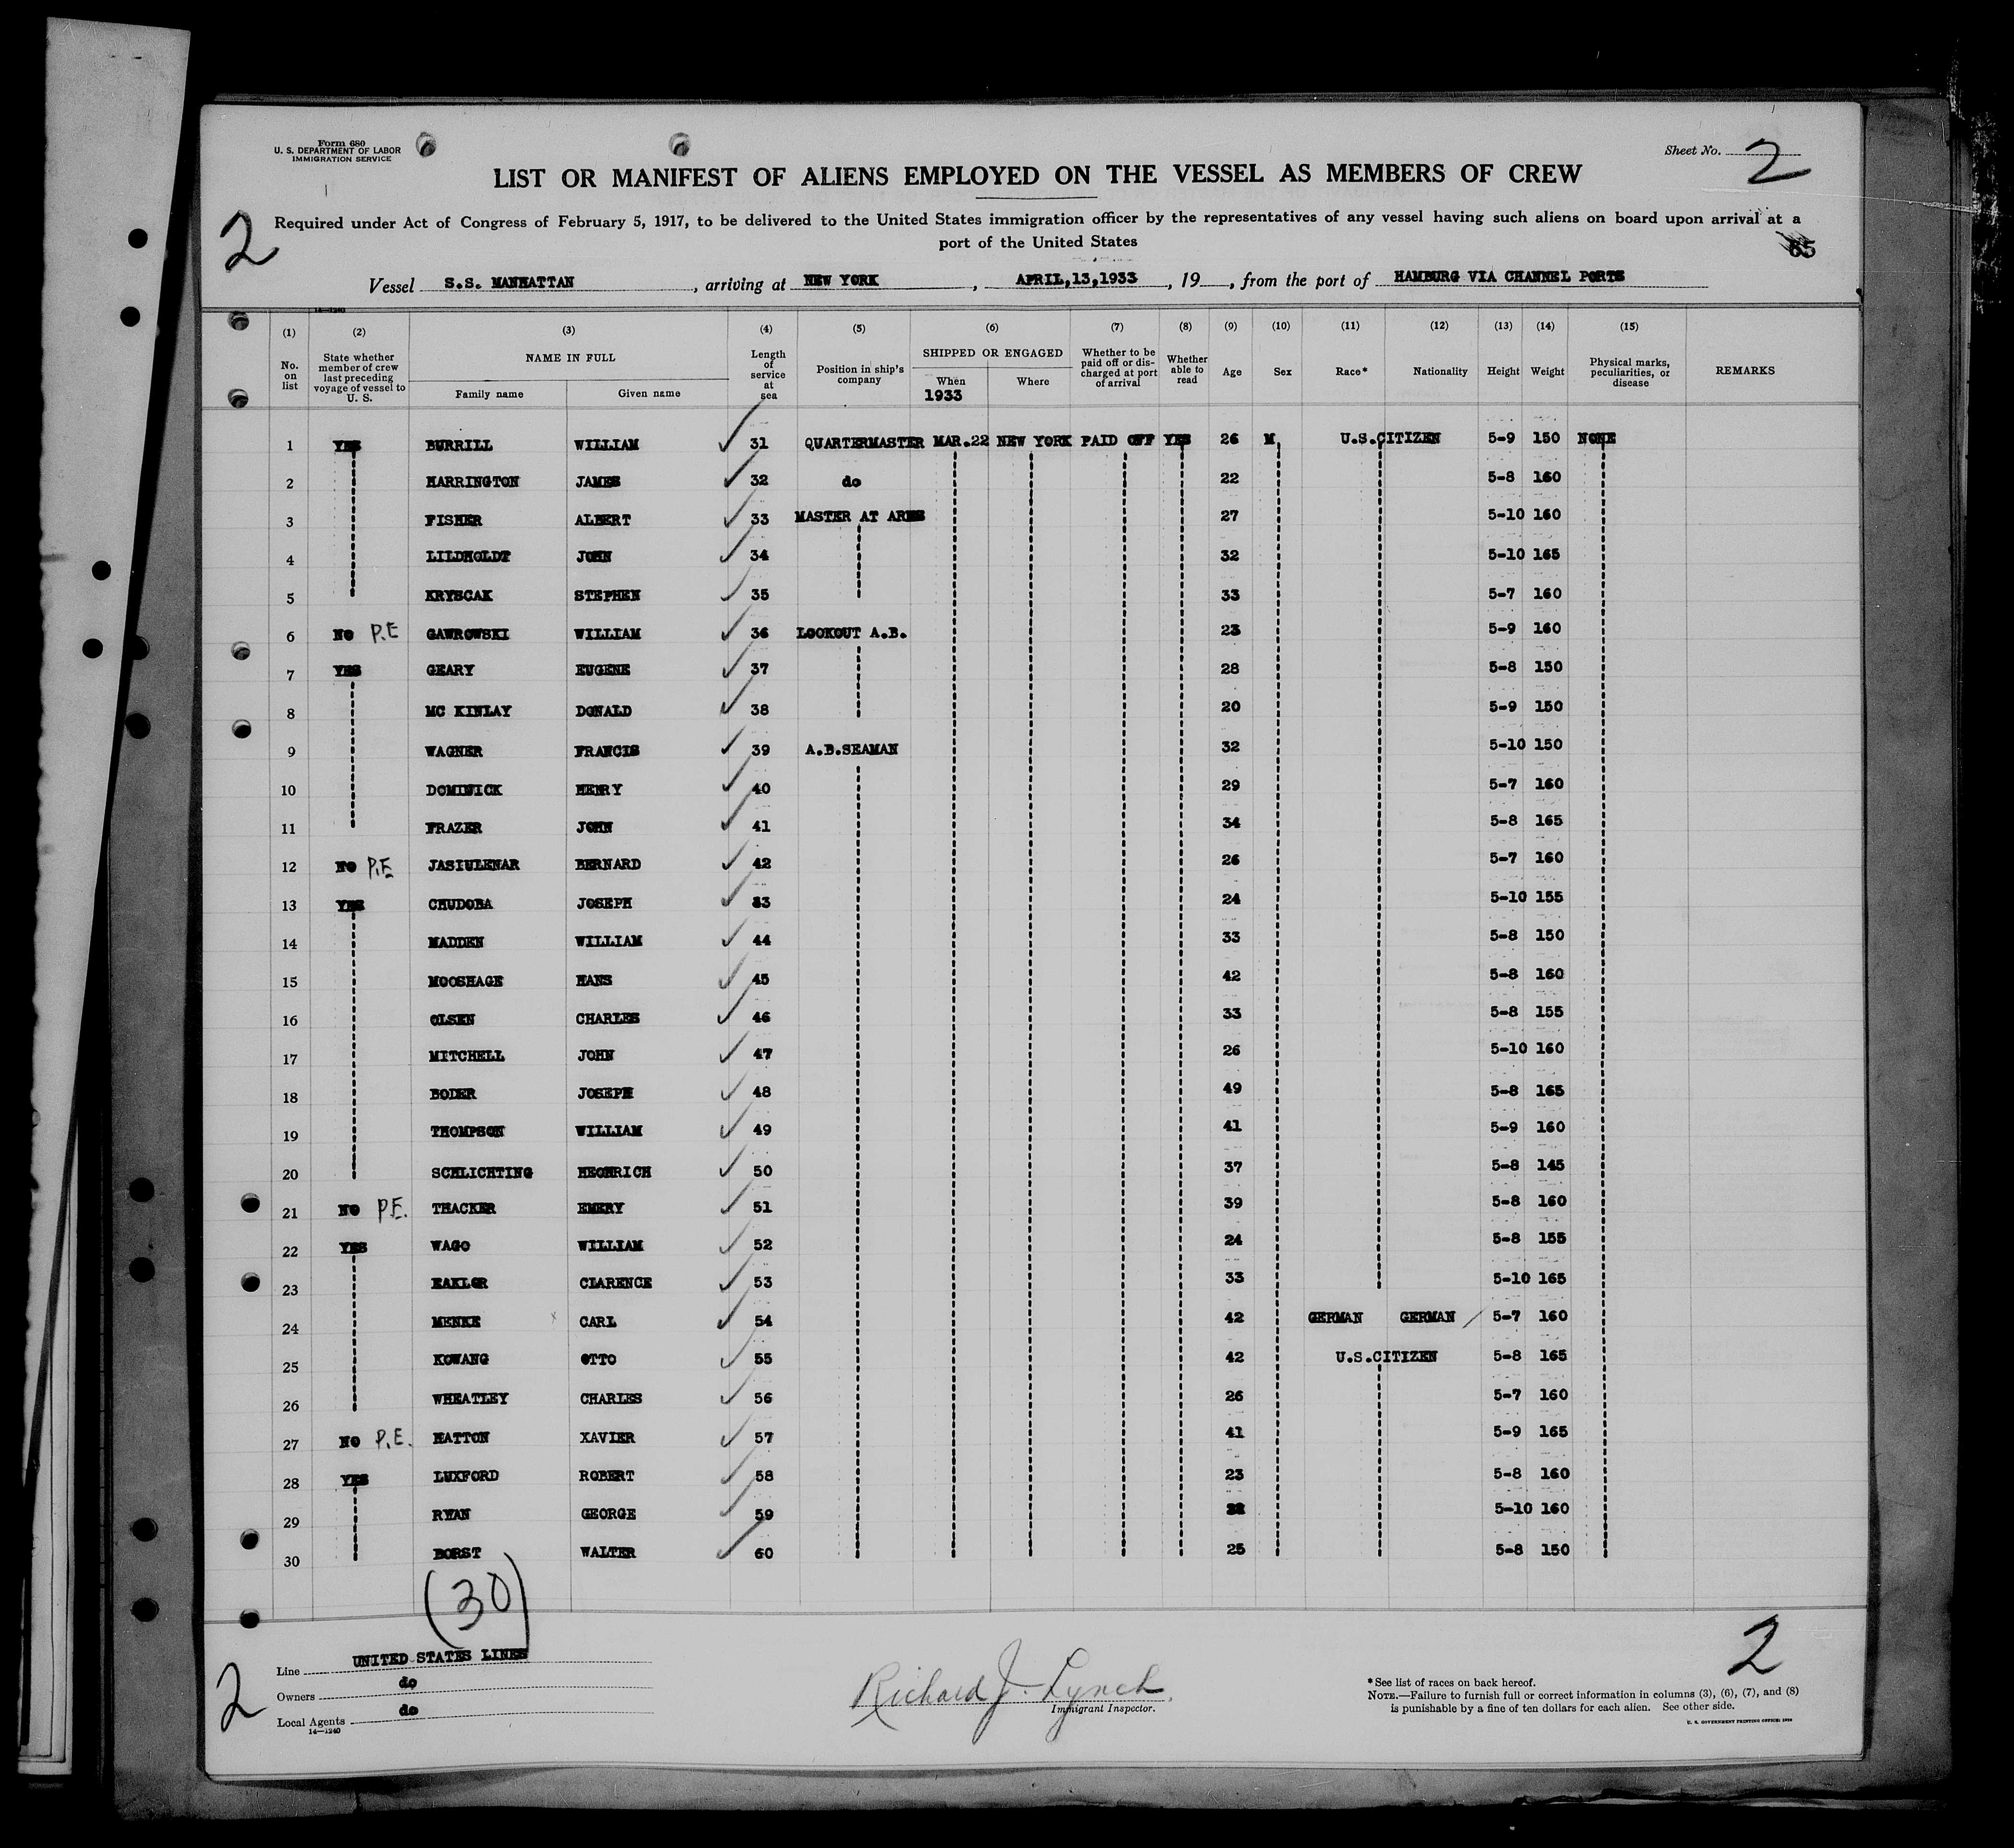 Form 680
U. S. DEPARTMENT OF LABOR
IMMIGRATION SERVICE
Sheet No. 2
LIST OR MANIFEST OF ALIENS EMPLOYED ON THE VESSEL AS MEMBERS OF CREW
2
Required under Act of Congress of February 5, 1917, to be delivered to the United States immigration officer by the representatives of any vessel having such aliens on board upon arrival at a
port of the United States
65
Vessel S.S. MANHATTAN, arriving at NEW YORK, APRIL,13,1933, 19, from the port of HAMBURG VIA CHANNEL PORTS
14—1240
(1) (2) (3) (4) (5) (6) (7) (8) (9) (10) (11) (12) (13) (14) (15)
No. on list State whether member of crew last preceding voyage of vessel to U. S. NAME IN FULL Family name Given name Length of service at sea Position in ship's company SHIPPED OR ENGAGED When 1933 Where Whether to be paid off or discharged at port of arrival Whether able to read Age Sex Race* Nationality Height Weight Physical marks, peculiarities, or disease REMARKS
1 YES BURRILL WILLIAM 31 QUARTERMASTER MAR.22 NEW YORK PAID OFF YES 26 M U.S.CITIZEN 5-9 150 NONE
2 HARRINGTON JAMES 32 do 22 5-8 160
3 FISHER ALBERT 33 MASTER AT ARMS 27 5-10 160
4 LILDHOLDT JOHN 34 32 5-10 165
5 KRYSCAK STEPHEN 35 33 5-7 160
6 NO P.E GAWROWSKI WILLIAM 36 LOOKOUT A.B. 23 5-9 160
7 YES GEARY EUGENE 37 28 5-8 150
8 MC KINLAY DONALD 38 20 5-9 150
9 WAGNER FRANCIS 39 A.B.SEAMAN 32 5-10 150
10 DOMINICK HENRY 40 29 5-7 160
11 FRAZER JOHN 41 34 5-8 165
12 NO P.E JASIULENAR BERNARD 42 26 5-7 160
13 YES CHUDOBA JOSEPH 43 24 5-10 155
14 MADDEN WILLIAM 44 33 5-8 150
15 MOOSHAGE HANS 45 42 5-8 160
16 OLSEN CHARLES 46 33 5-8 155
17 MITCHELL JOHN 47 26 5-10 160
18 BODER JOSEPH 48 49 5-8 165
19 THOMPSON WILLIAM 49 41 5-9 160
20 SCHLICHTING 50 37 5-8 145
21 NO P.E. THACKER EMERY 51 39 5-8 160
22 YES WAGO WILLIAM 52 24 5-8 155
23 CLARENCE 53 33 5-10 165
24 MENKE CARL 54 42 GERMAN GERMAN 5-7 160
25 KOWANG OTTO 55 42 U.S.CITIZEN 5-8 165
26 WHEATLEY CHARLES 56 26 5-7 160
27 NO P.E. HATTON XAVIER 57 41 5-9 165
28 YES LUXFORD ROBERT 58 23 5-8 160
29 RYAN GEORGE 59 5-10 160
30 BORST WALTER 60 25 5-8 150
(30)
2
2
Line UNITED STATES LINES
Owners do
Local Agents do
14—1240
Richard J. Lynch
Immigrant Inspector.
*See list of races on back hereof.
NOTE.—Failure to furnish full or correct information in columns (3), (6), (7), and (8)
is punishable by a fine of ten dollars for each alien. See other side.